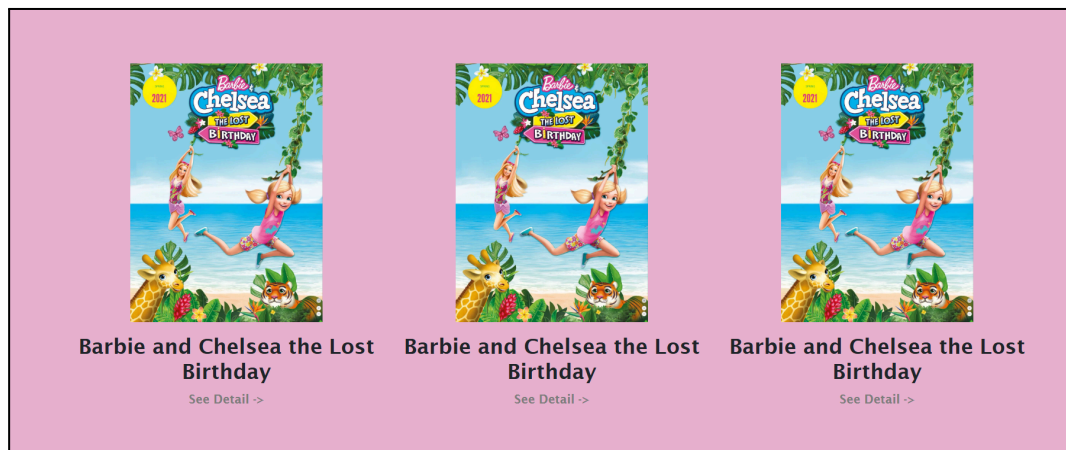 2021
Barbie &
Chelsea
THE LOST
BIRTHDAY
2021
Barbie &
Chelsea
THE LOST
BIRTHDAY
2021
Barbie &
Chelsea
THE LOST
BIRTHDAY
Barbie and Chelsea the Lost
Birthday
See Detail ->
Barbie and Chelsea the Lost
Birthday
See Detail ->
Barbie and Chelsea the Lost
Birthday
See Detail ->